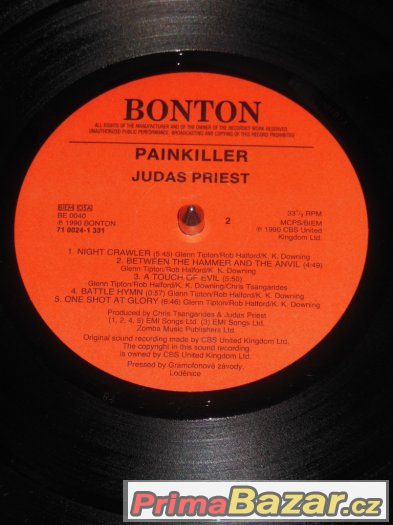 BONTON
ALL RIGHTS OF THE MANUFACTURER AND OF THE OWNER OF THE RECORDED WORK RESERVED
UNAUTHORIZED PUBLIC PERFORMANCE, BROADCASTING AND COPYING OF THIS RECORD PROHIBITED
PAINKILLER
JUDAS PRIEST
BIEM OSA
BE 0040
℗ 1990 BONTON
71 0024-1 331
2
33⅓ RPM
MCPS/BIEM
℗ 1990 CBS United
Kingdom Ltd.
1. NIGHT CRAWLER (5:45) Glenn Tipton/Rob Halford/K. K. Downing
2. BETWEEN THE HAMMER AND THE ANVIL (4:49)
Glenn Tipton/Rob Halford/K. K. Downing
3. A TOUCH OF EVIL (5:50)
Glenn Tipton/Rob Halford/K. K. Downing/Chris Tsangarides
4. BATTLE HYMN (0:57) Glenn Tipton/Rob Halford/K. K. Downing
5. ONE SHOT AT GLORY (6:46) Glenn Tipton/Rob Halford/K. K. Downing
Produced by Chris Tsangarides & Judas Priest
(1, 2, 4, 5) EMI Songs Ltd. (3) EMI Songs Ltd.
Zomba Music Publishers Ltd.
Original sound recording made by CBS United Kingdom Ltd.
The copyright in this sound recording
is owned by CBS United Kingdom Ltd.
Pressed by Gramofonové závody,
Loděnice
PrimaBazar.cz